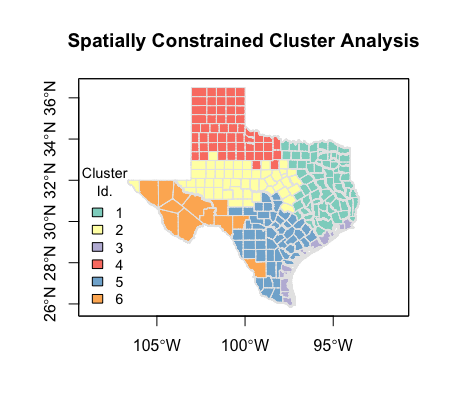 Spatially Constrained Cluster Analysis
36°N
34°N
32°N
30°N
28°N
26°N
Cluster
Id.
1
2
3
4
5
6
105°W
100°W
95°W